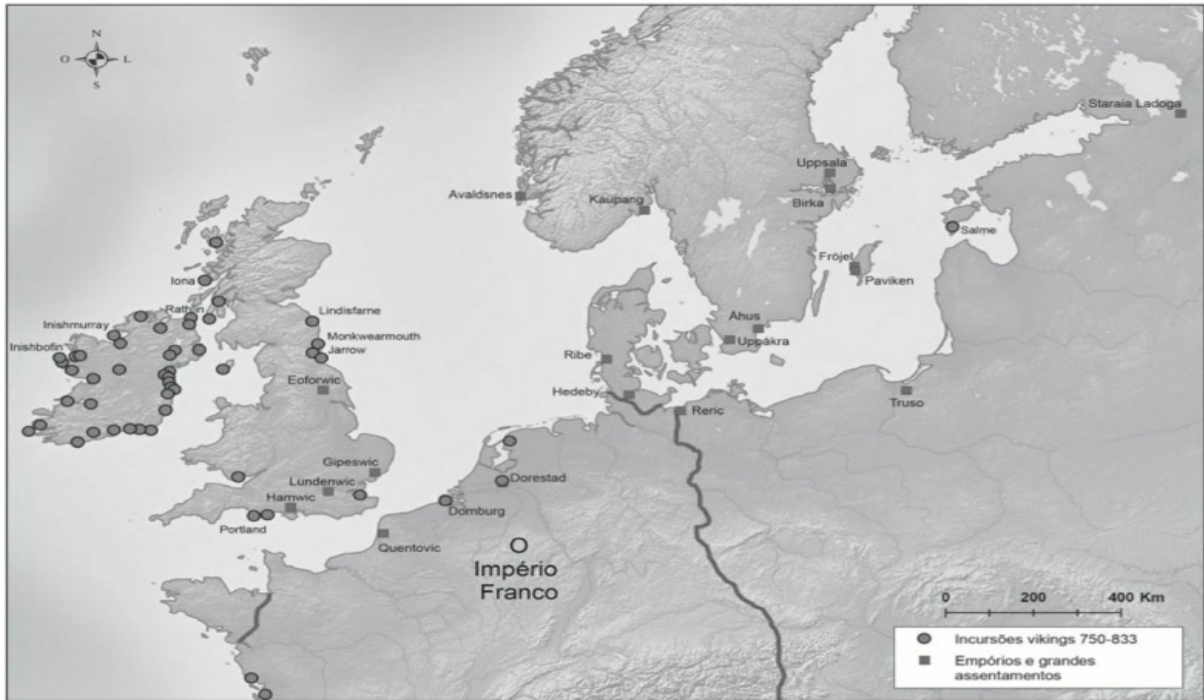 N
O L
S
Staraia Ladoga
Uppsala
Avaldsnes
Kaupang
Birka
Salme
Fröjel
Paviken
Iona
Rathlin
Lindisfarne
Inishmurray
Monkwearmouth
Inishbofin
Jarrow
Åhus
Uppåkra
Ribe
Eoforwic
Hedeby
Reric
Truso
Gipeswic
Lundenwic
Dorestad
Hamwic
Domburg
Portland
Quentovic
Império
Franco
0 200 400 Km
Incursões vikings 750-833
Empórios e grandes
assentamentos